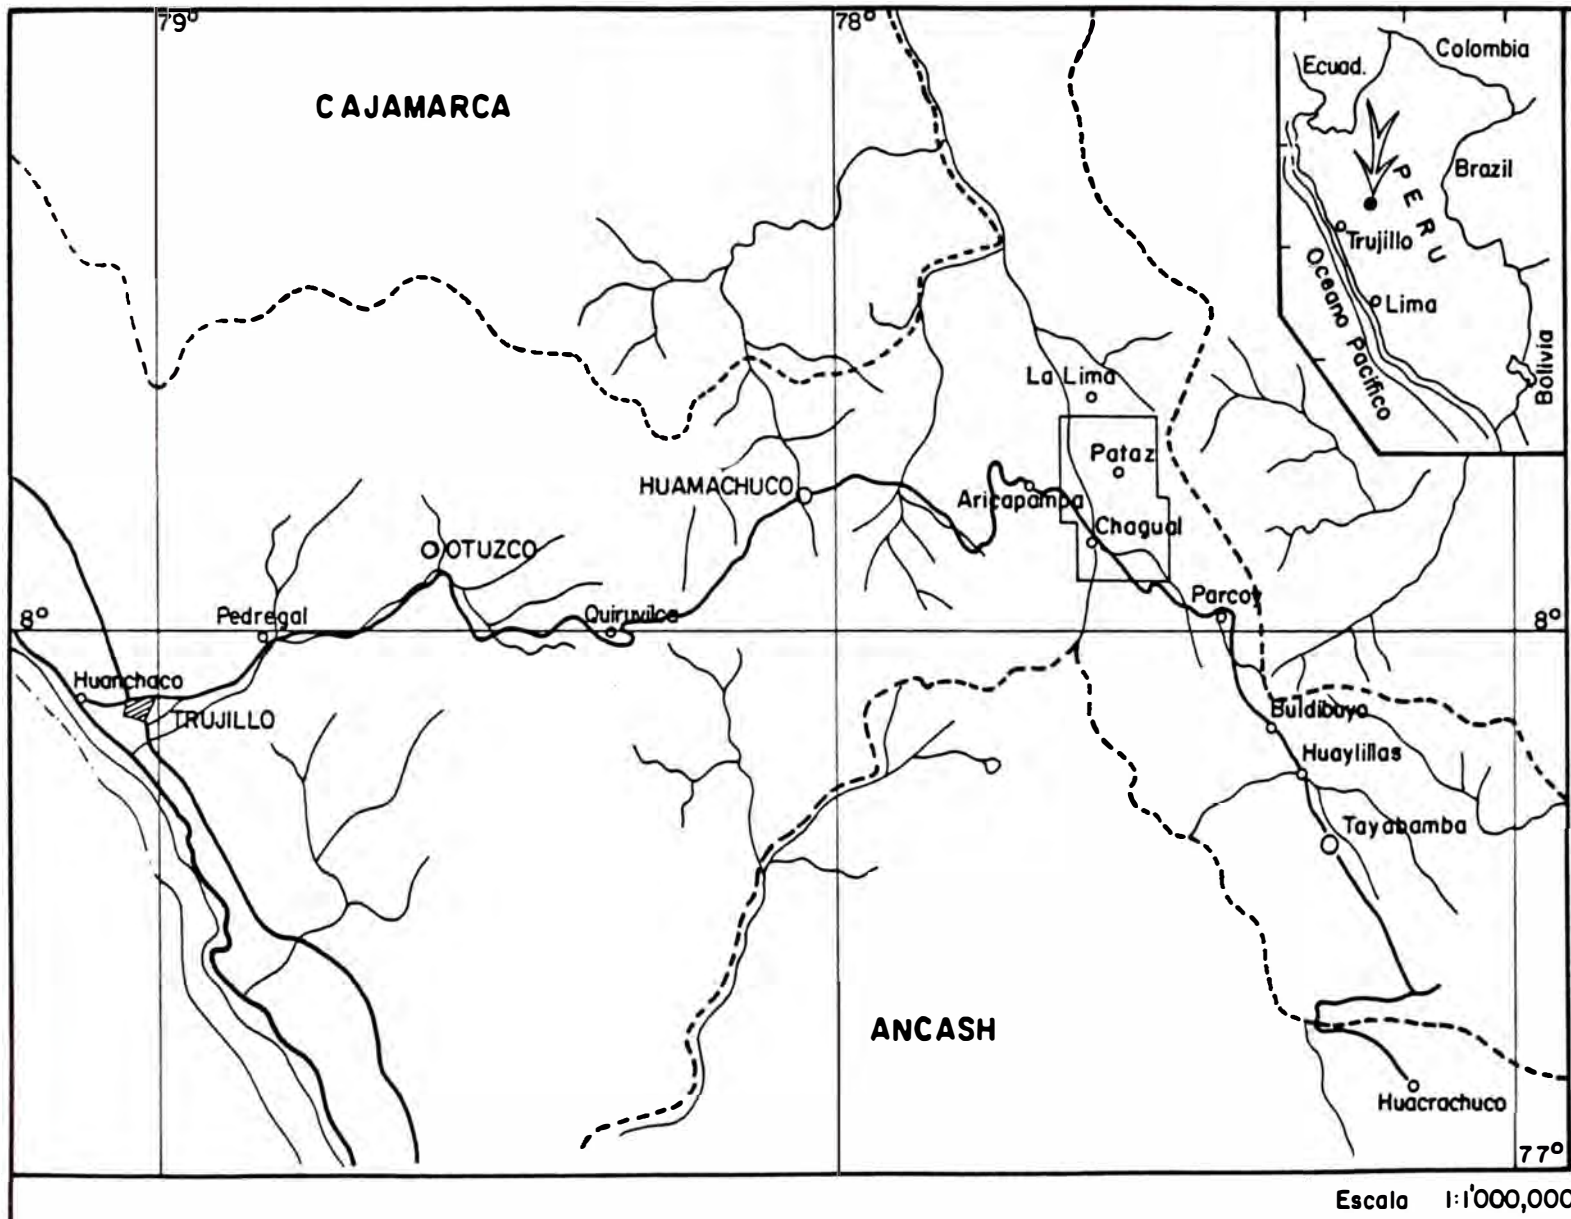 79°
78°
Colombia
Ecuad.
CAJAMARCA
Brazil
PERU
Trujillo
Lima
Oceano Pacifico
Bolivia
La Lima
Pataz
HUAMACHUCO
Aricapampa
Chagual
OTUZCO
Parcoy
8°
Pedregal
Quiruvilca
8°
Huanchaco
TRUJILLO
Buldibuyo
Huaylillas
Tayabamba
ANCASH
Huacrachuco
77°
Escala 1:1'000,000